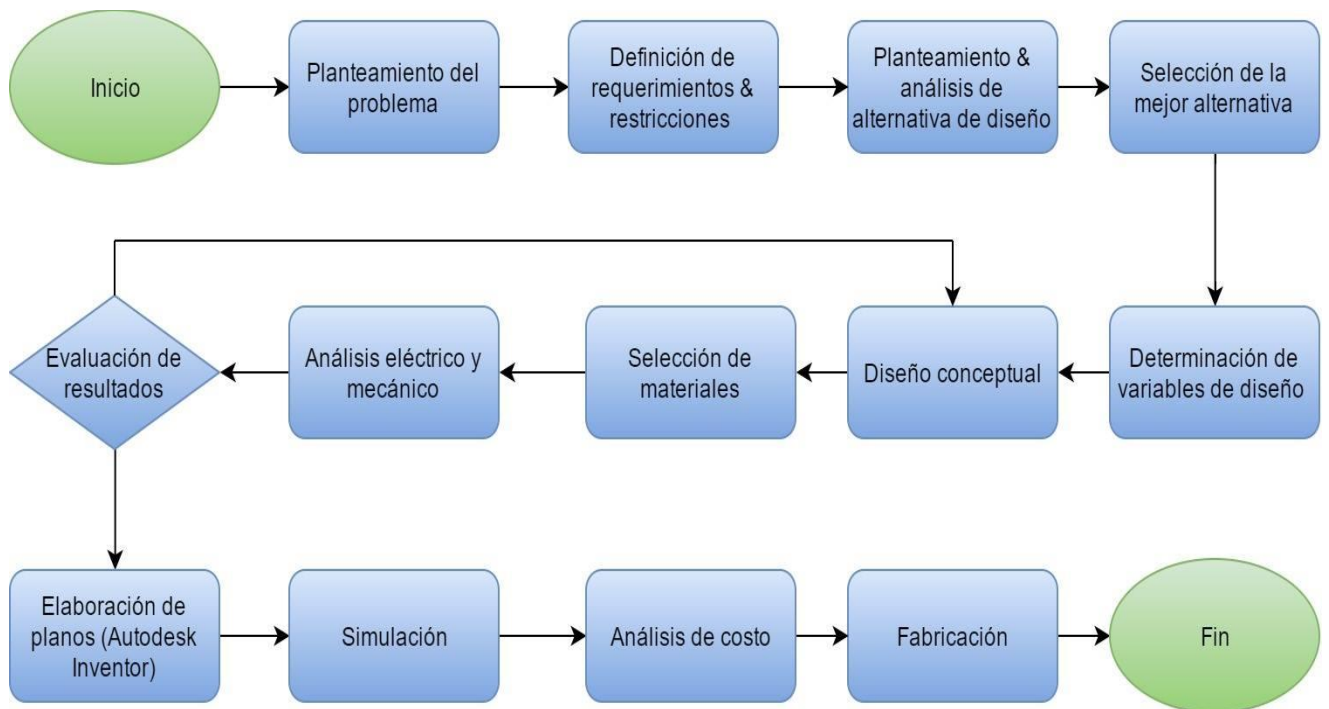 Inicio
Planteamiento del
problema
Definición de
requerimientos &
restricciones
Planteamiento &
análisis de
alternativa de diseño
Selección de la
mejor alternativa
Evaluación de
resultados
Análisis eléctrico y
mecánico
Selección de
materiales
Diseño conceptual
Determinación de
variables de diseño
Elaboración de
planos (Autodesk
Inventor)
Simulación
Análisis de costo
Fabricación
Fin